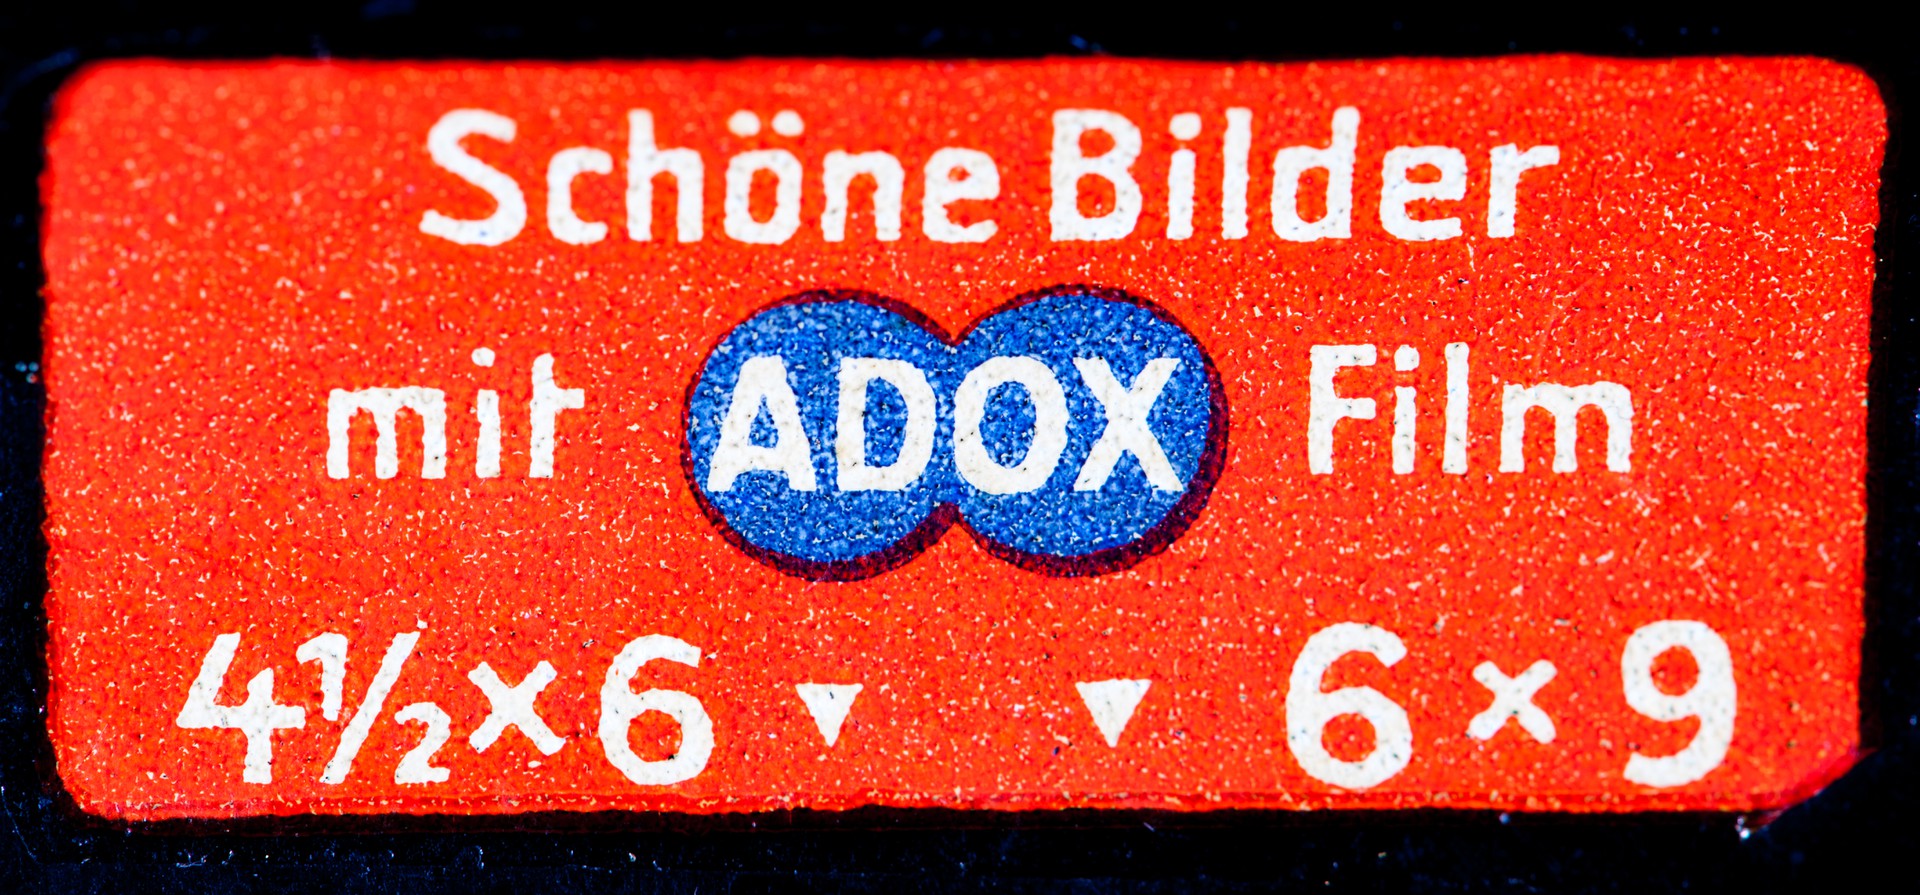 Schöne Bilder
mit ADOX Film
4½×6 ▼ ▼ 6×9